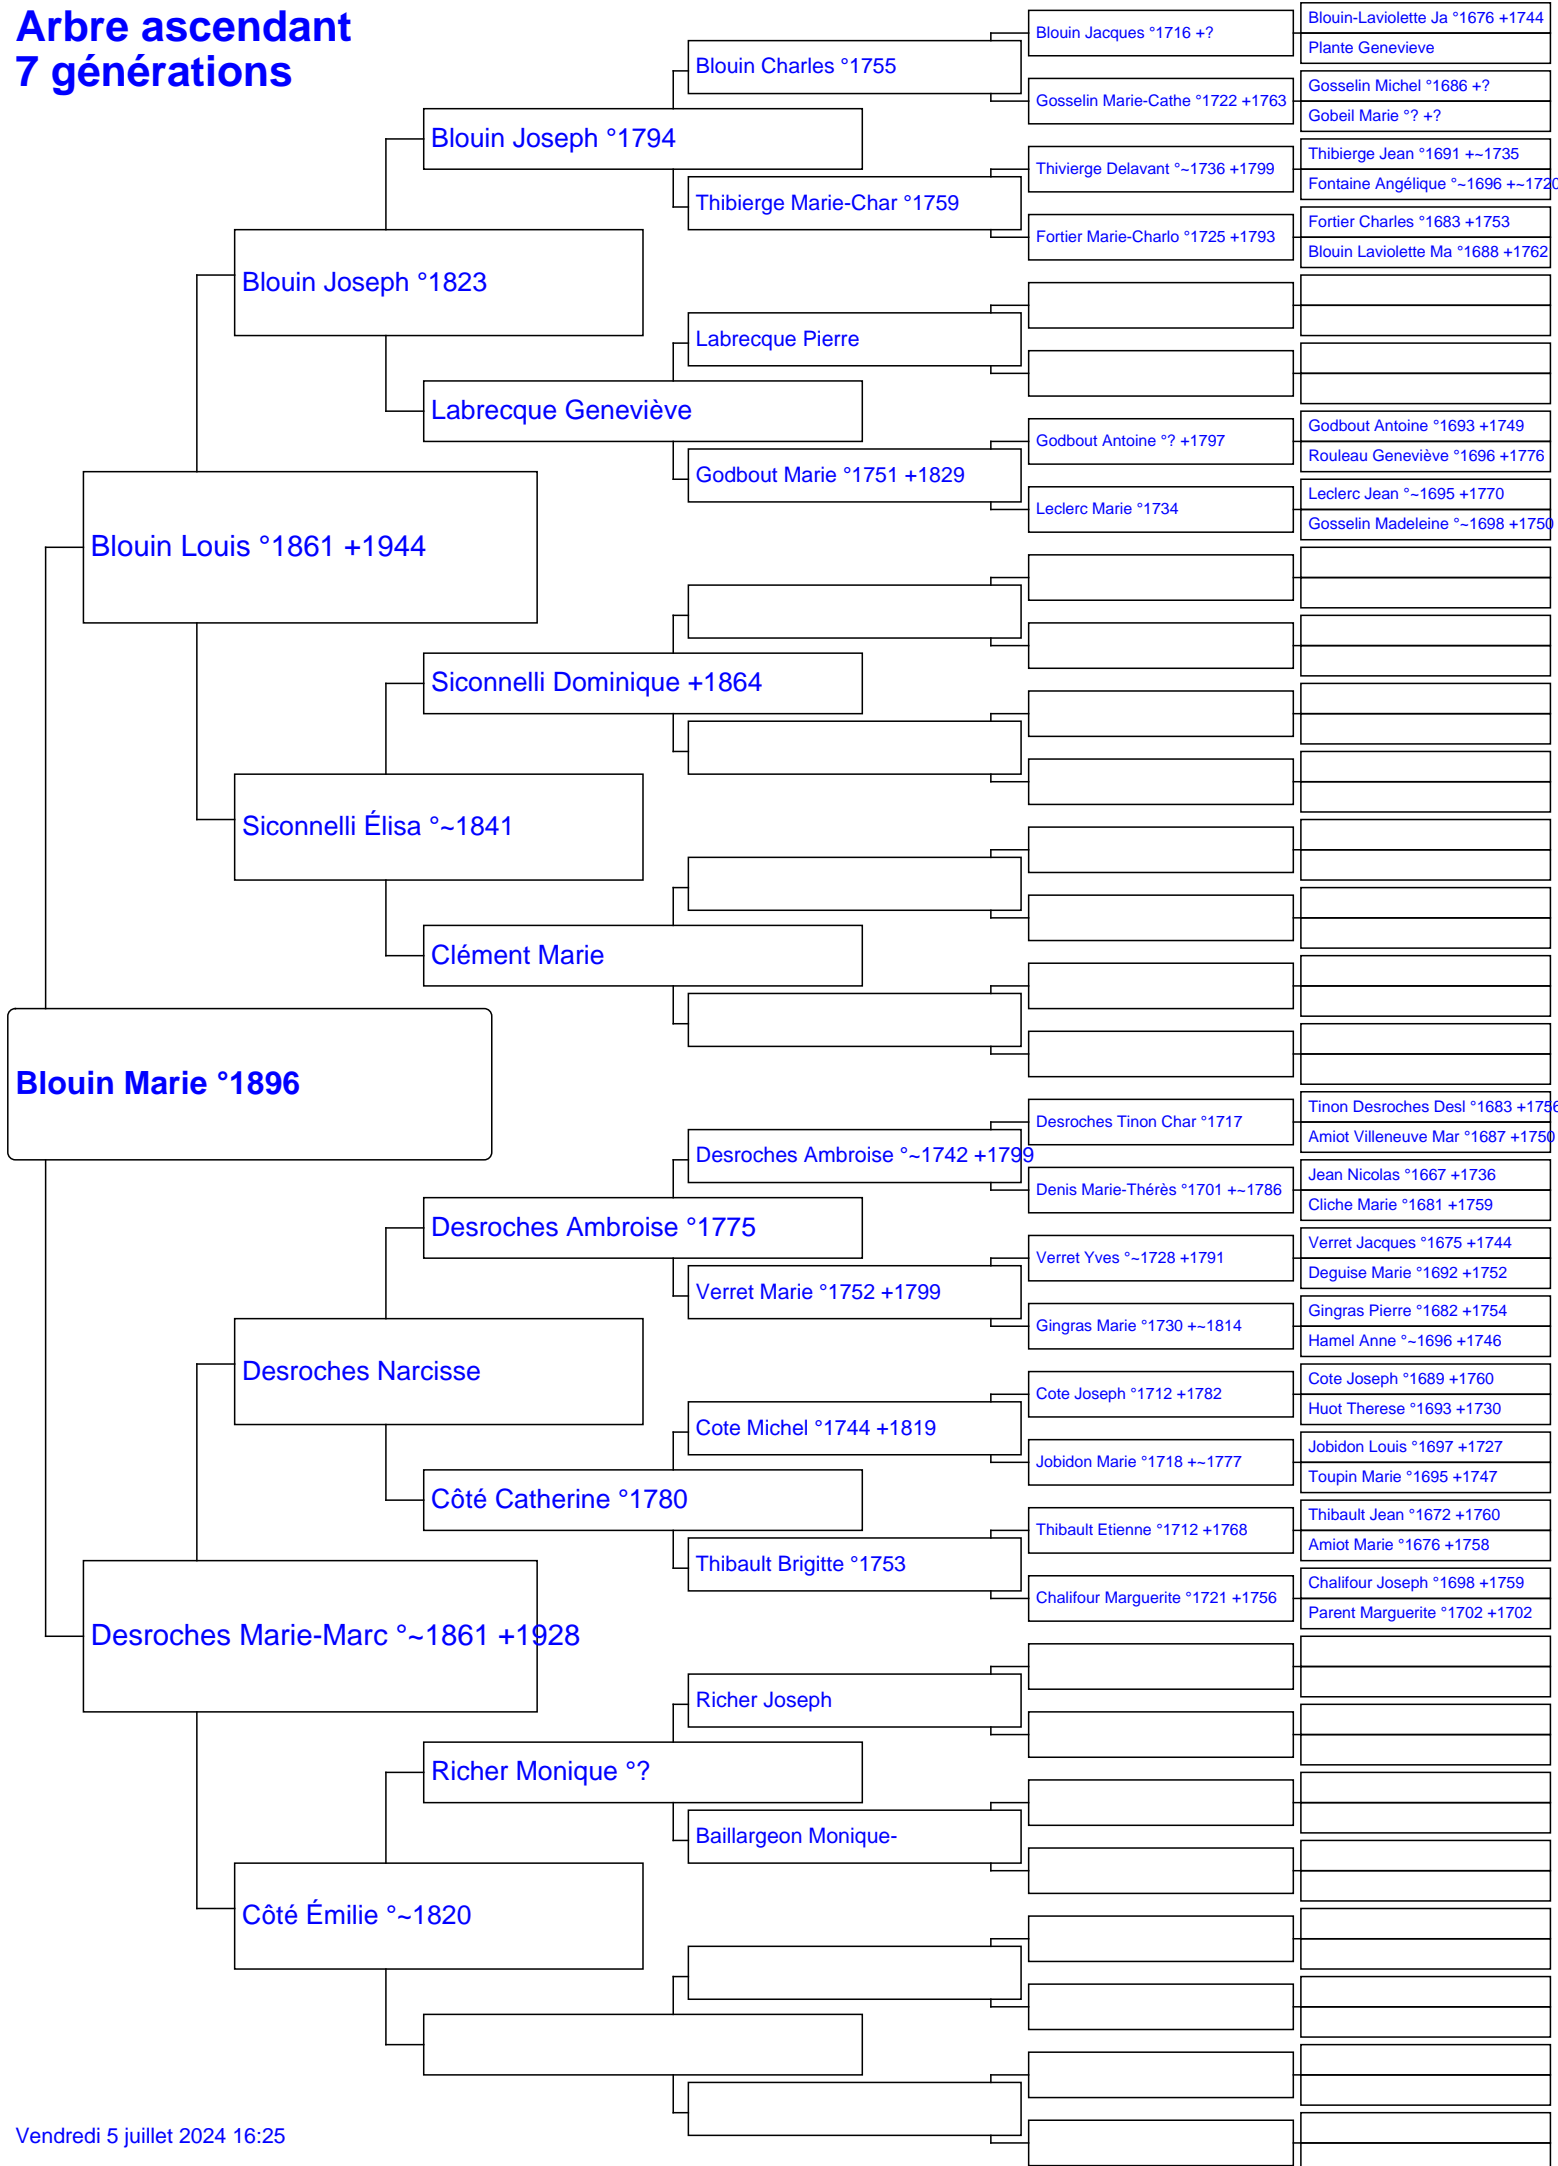 Arbre ascendant
7 générations
Blouin Marie °1896
Blouin Louis °1861 +1944
Desroches Marie-Marc °~1861 +1928
Blouin Joseph °1823
Siconnelli Élisa °~1841
Desroches Narcisse
Côté Émilie °~1820
Blouin Joseph °1794
Labrecque Geneviève
Siconnelli Dominique +1864
Clément Marie
Desroches Ambroise °1775
Côté Catherine °1780
Richer Monique °?
Blouin Charles °1755
Thibierge Marie-Char °1759
Labrecque Pierre
Godbout Marie °1751 +1829
Desroches Ambroise °~1742 +1799
Verret Marie °1752 +1799
Cote Michel °1744 +1819
Thibault Brigitte °1753
Richer Joseph
Baillargeon Monique-
Blouin Jacques °1716 +?
Gosselin Marie-Cathe °1722 +1763
Thivierge Delavant °~1736 +1799
Fortier Marie-Charlo °1725 +1793
Godbout Antoine °? +1797
Leclerc Marie °1734
Desroches Tinon Char °1717
Denis Marie-Thérès °1701 +~1786
Verret Yves °~1728 +1791
Gingras Marie °1730 +~1814
Cote Joseph °1712 +1782
Jobidon Marie °1718 +~1777
Thibault Etienne °1712 +1768
Chalifour Marguerite °1721 +1756
Blouin-Laviolette Ja °1676 +1744
Plante Genevieve
Gosselin Michel °1686 +?
Gobeil Marie °? +?
Thibierge Jean °1691 +~1735
Fontaine Angélique °~1696 +~1720
Fortier Charles °1683 +1753
Blouin Laviolette Ma °1688 +1762
Godbout Antoine °1693 +1749
Rouleau Geneviève °1696 +1776
Leclerc Jean °~1695 +1770
Gosselin Madeleine °~1698 +1750
Tinon Desroches Desl °1683 +1756
Amiot Villeneuve Mar °1687 +1750
Jean Nicolas °1667 +1736
Cliche Marie °1681 +1759
Verret Jacques °1675 +1744
Deguise Marie °1692 +1752
Gingras Pierre °1682 +1754
Hamel Anne °~1696 +1746
Cote Joseph °1689 +1760
Huot Therese °1693 +1730
Jobidon Louis °1697 +1727
Toupin Marie °1695 +1747
Thibault Jean °1672 +1760
Amiot Marie °1676 +1758
Chalifour Joseph °1698 +1759
Parent Marguerite °1702 +1702
Vendredi 5 juillet 2024 16:25